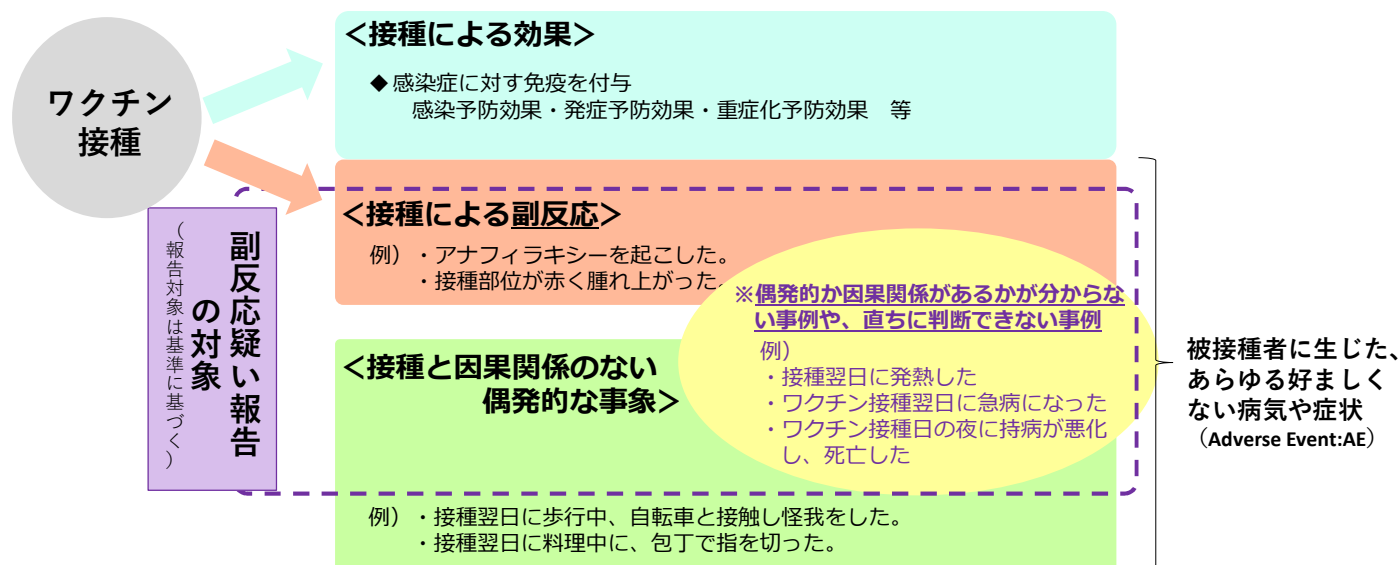 ワクチン
接種
＜接種による効果＞
◆ 感染症に対す免疫を付与
感染予防効果・発症予防効果・重症化予防効果　等
副反応疑い報告
の対象
（報告対象は基準に基づく）
＜接種による副反応＞
例）・アナフィラキシーを起こした。
・接種部位が赤く腫れ上がった。
※偶発的か因果関係があるかが分からな
い事例や、直ちに判断できない事例
例）
・接種翌日に発熱した
・ワクチン接種翌日に急病になった
・ワクチン接種日の夜に持病が悪化
し、死亡した
＜接種と因果関係のない
偶発的な事象＞
例）・接種翌日に歩行中、自転車と接触し怪我をした。
・接種翌日に料理中に、包丁で指を切った。
被接種者に生じた、
あらゆる好ましく
ない病気や症状
（Adverse Event:AE）